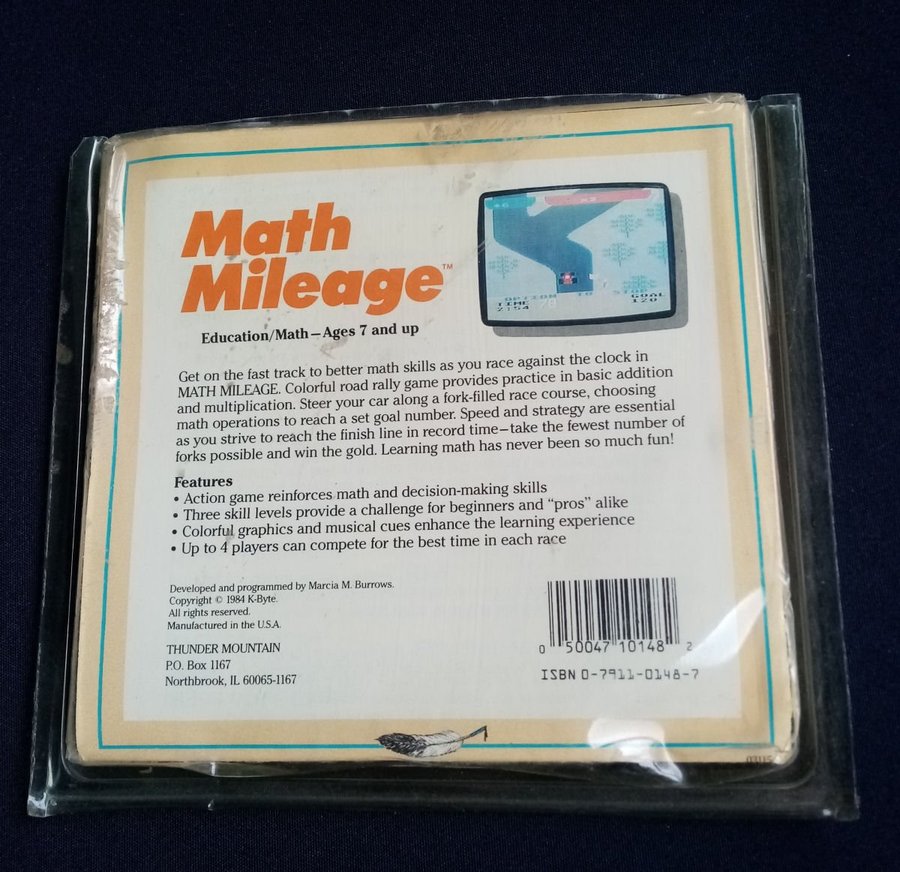 Math
Mileage™
Education/Math—Ages 7 and up
Get on the fast track to better math skills as you race against the clock in
MATH MILEAGE. Colorful road rally game provides practice in basic addition
and multiplication. Steer your car along a fork-filled race course, choosing
math operations to reach a set goal number. Speed and strategy are essential
as you strive to reach the finish line in record time—take the fewest number of
forks possible and win the gold. Learning math has never been so much fun!
Features
• Action game reinforces math and decision-making skills
• Three skill levels provide a challenge for beginners and “pros” alike
• Colorful graphics and musical cues enhance the learning experience
• Up to 4 players can compete for the best time in each race
Developed and programmed by Marcia M. Burrows.
Copyright © 1984 K-Byte.
All rights reserved.
Manufactured in the U.S.A.
THUNDER MOUNTAIN
P.O. Box 1167
Northbrook, IL 60065-1167
OPTION TO
TIME
GOAL
120
0 50047 10148 2
ISBN 0-7911-0148-7